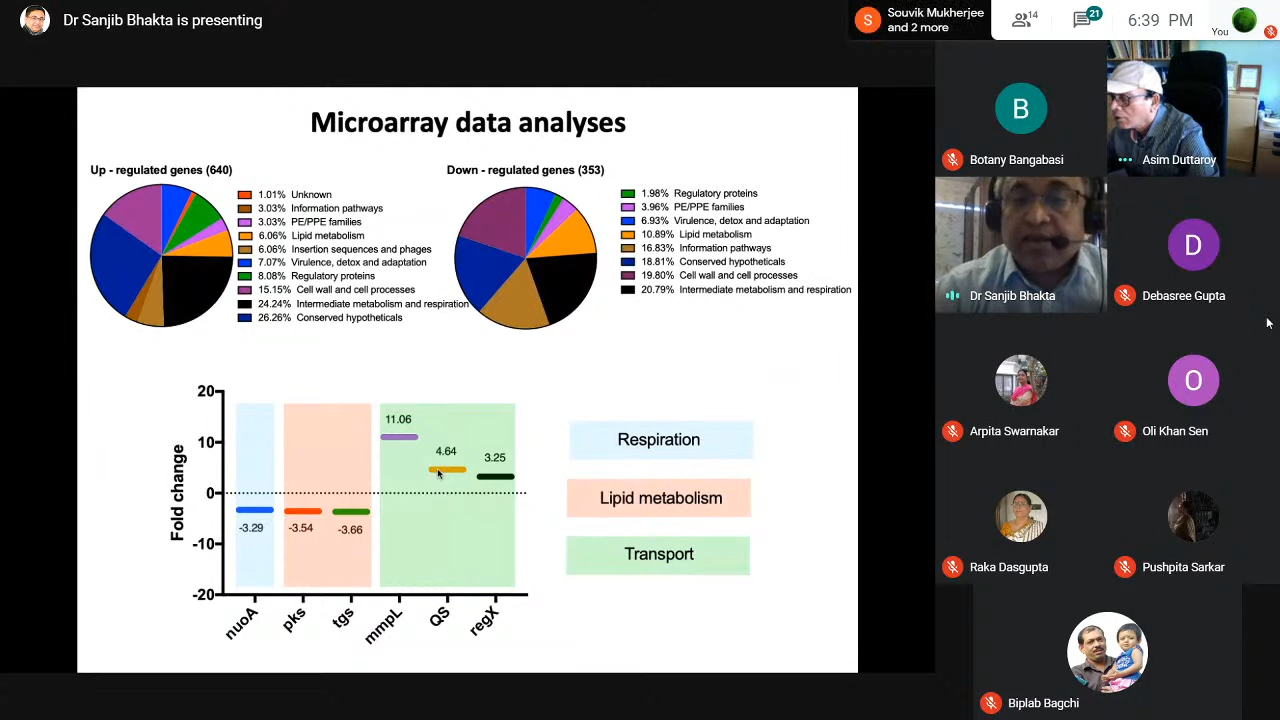 Dr Sanjib Bhakta is presenting
S
Souvik Mukherjee
and 2 more
14
21
6:39 PM
You
Microarray data analyses
Up - regulated genes (640)
1.01% Unknown
3.03% Information pathways
3.03% PE/PPE families
6.06% Lipid metabolism
6.06% Insertion sequences and phages
7.07% Virulence, detox and adaptation
8.08% Regulatory proteins
15.15% Cell wall and cell processes
24.24% Intermediate metabolism and respiration
26.26% Conserved hypotheticals
Down - regulated genes (353)
1.98% Regulatory proteins
3.96% PE/PPE families
6.93% Virulence, detox and adaptation
10.89% Lipid metabolism
16.83% Information pathways
18.81% Conserved hypotheticals
19.80% Cell wall and cell processes
20.79% Intermediate metabolism and respiration
Fold change
20
10
0
-10
-20
-3.29
-3.54
-3.66
11.06
4.64
3.25
nuoA
pks
tgs
mmpL
QS
regX
Respiration
Lipid metabolism
Transport
B
Botany Bangabasi
Asim Duttaroy
Dr Sanjib Bhakta
D
Debasree Gupta
Arpita Swarnakar
O
Oli Khan Sen
Raka Dasgupta
Pushpita Sarkar
Biplab Bagchi